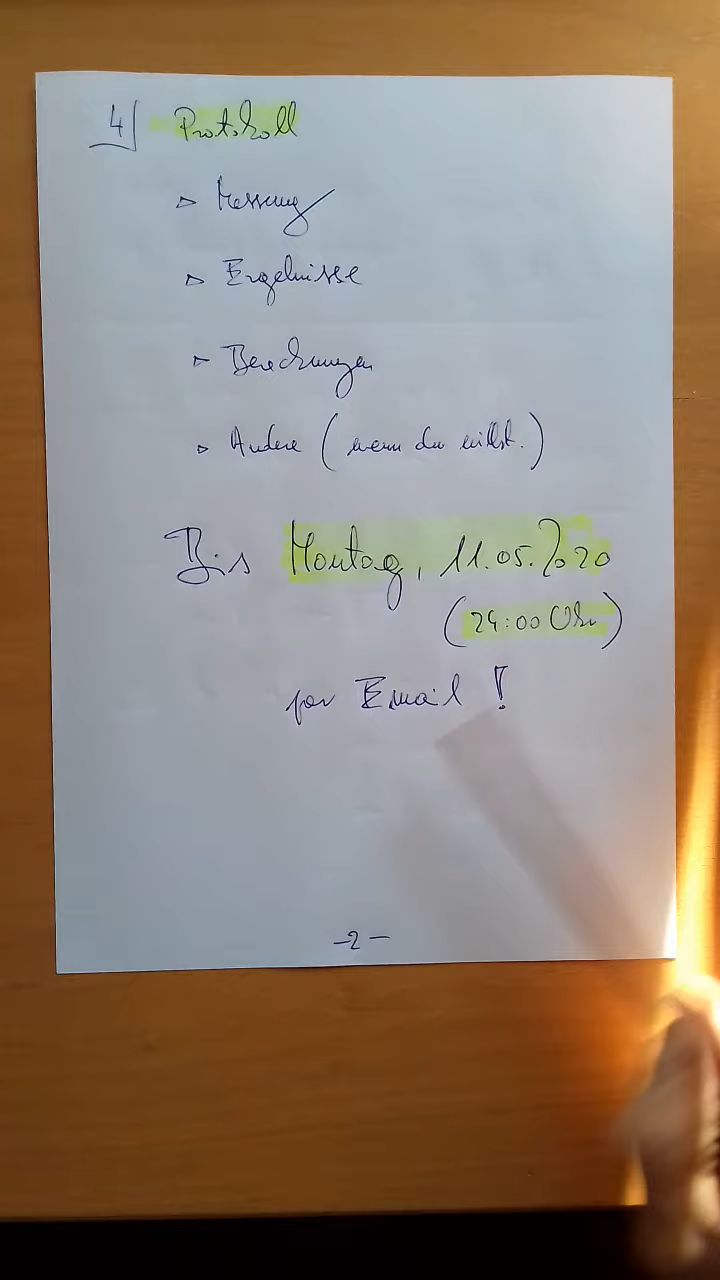 4) Protokoll
▹ Messung
▹ Ergebnisse
▹ Berechnungen
▹ Andere (wenn du willst.)
Bis Montag, 11.05.2020
(24:00 Uhr)
per Email !
-2-